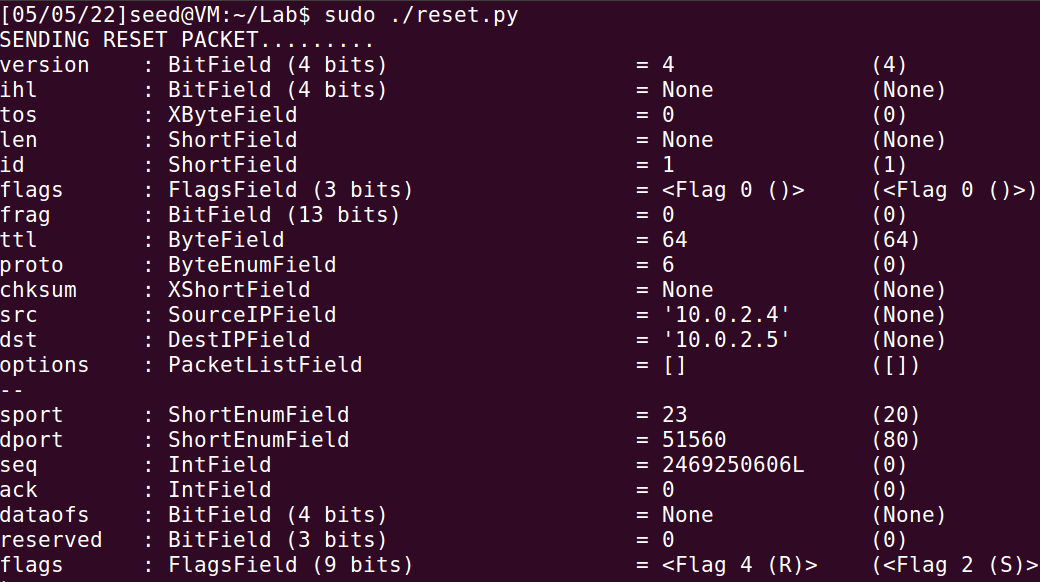 [05/05/22]seed@VM:~/Lab$ sudo ./reset.py
SENDING RESET PACKET.........
version    : BitField (4 bits)                   = 4               (4)
ihl        : BitField (4 bits)                   = None            (None)
tos        : XByteField                          = 0               (0)
len        : ShortField                          = None            (None)
id         : ShortField                          = 1               (1)
flags      : FlagsField (3 bits)                 = <Flag 0 ()>     (<Flag 0 ()>)
frag       : BitField (13 bits)                  = 0               (0)
ttl        : ByteField                           = 64              (64)
proto      : ByteEnumField                       = 6               (0)
chksum     : XShortField                         = None            (None)
src        : SourceIPField                       = '10.0.2.4'      (None)
dst        : DestIPField                         = '10.0.2.5'      (None)
options    : PacketListField                     = []              ([])
--
sport      : ShortEnumField                      = 23              (20)
dport      : ShortEnumField                      = 51560           (80)
seq        : IntField                            = 2469250606L     (0)
ack        : IntField                            = 0               (0)
dataofs    : BitField (4 bits)                   = None            (None)
reserved   : BitField (3 bits)                   = 0               (0)
flags      : FlagsField (9 bits)                 = <Flag 4 (R)>    (<Flag 2 (S)>